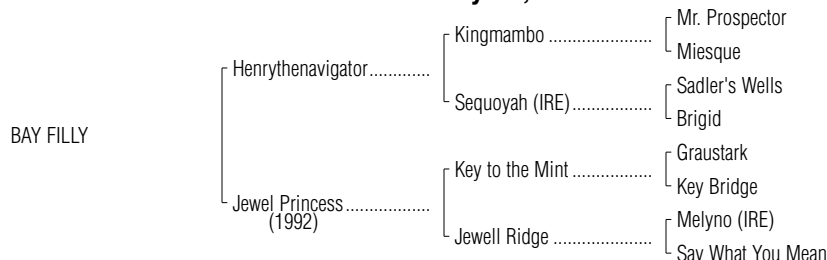 Mr. Prospector
Kingmambo ......................
Miesque
Henrythenavigator.............
Sadler's Wells
Sequoyah (IRE)..................
Brigid
BAY FILLY
Graustark
Key to the Mint ..................
Key Bridge
Jewel Princess..................
(1992)
Melyno (IRE)
Jewell Ridge ......................
Say What You Mean